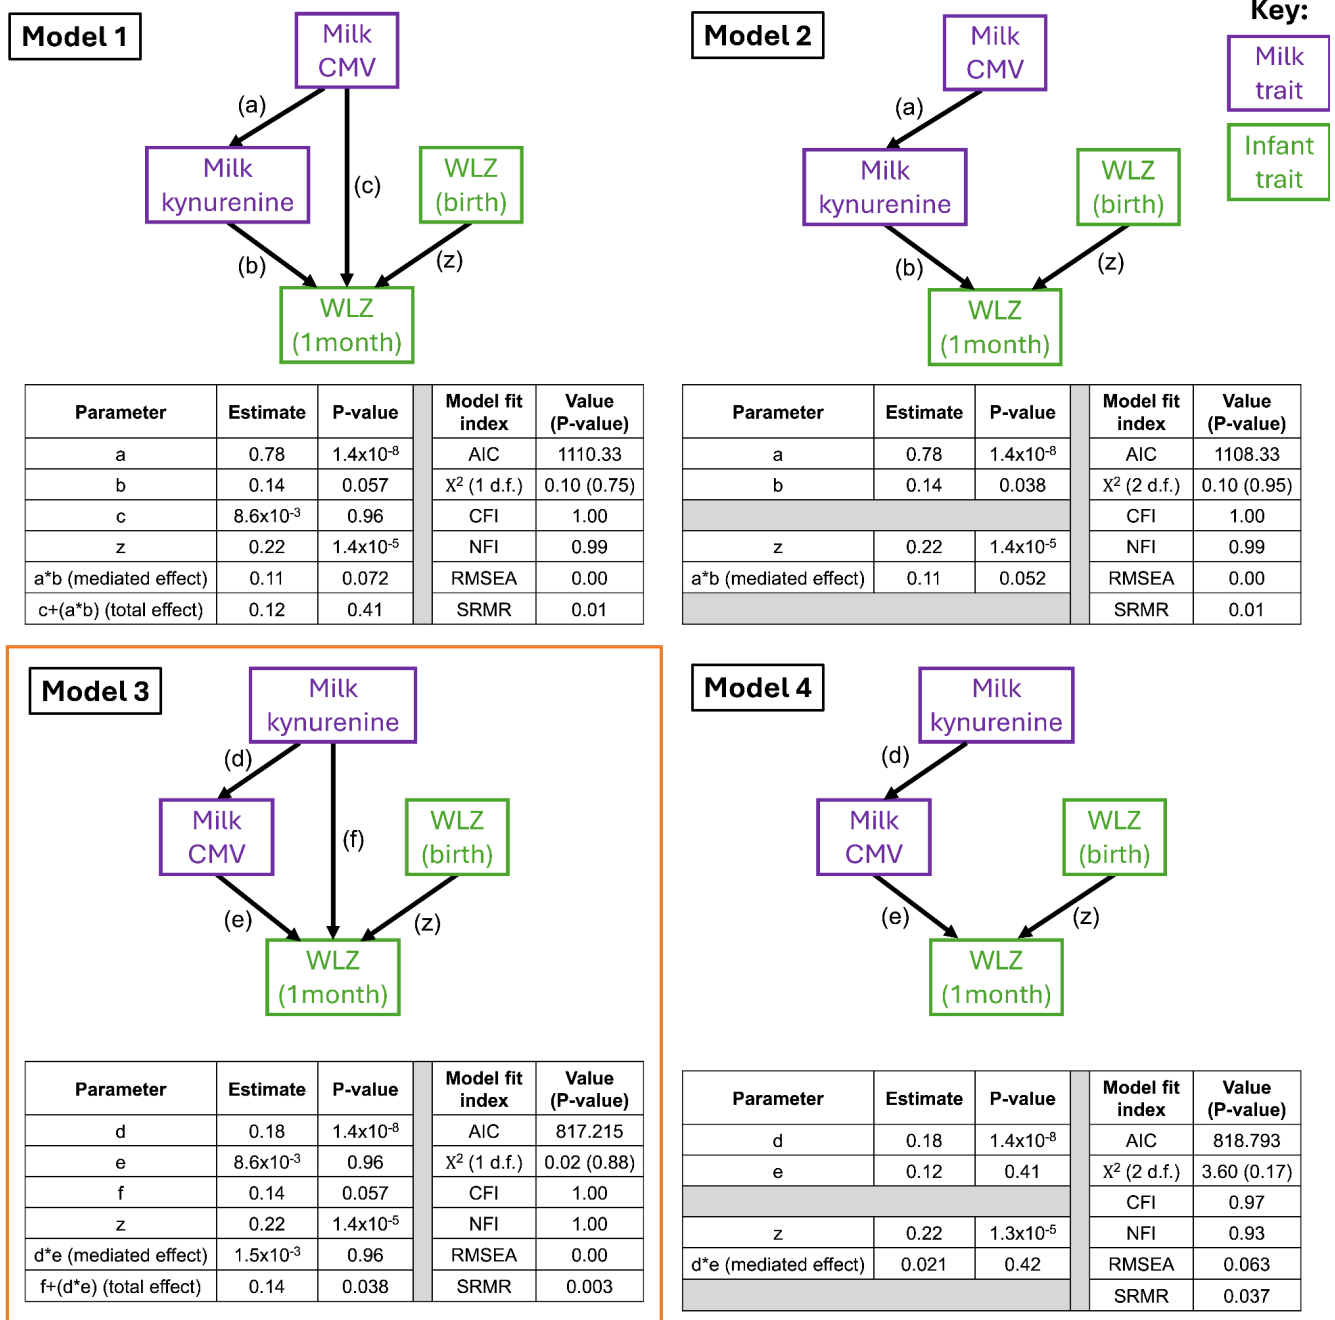 Model 1
Milk
CMV
(a)
Milk
kynurenine
(c)
WLZ
(birth)
(b)
(z)
WLZ
(1month)
Parameter Estimate P-value Model fit index Value (P-value)
a 0.78 1.4x10⁻⁸ AIC 1110.33
b 0.14 0.057 X² (1 d.f.) 0.10 (0.75)
c 8.6x10⁻³ 0.96 CFI 1.00
z 0.22 1.4x10⁻⁵ NFI 0.99
a*b (mediated effect) 0.11 0.072 RMSEA 0.00
c+(a*b) (total effect) 0.12 0.41 SRMR 0.01
Model 2
Milk
CMV
(a)
Milk
kynurenine
WLZ
(birth)
(b)
(z)
WLZ
(1month)
Parameter Estimate P-value Model fit index Value (P-value)
a 0.78 1.4x10⁻⁸ AIC 1108.33
b 0.14 0.038 X² (2 d.f.) 0.10 (0.95)
CFI 1.00
z 0.22 1.4x10⁻⁵ NFI 0.99
a*b (mediated effect) 0.11 0.052 RMSEA 0.00
SRMR 0.01
Key:
Milk
trait
Infant
trait
Model 3
Milk
kynurenine
(d)
Milk
CMV
(f)
WLZ
(birth)
(e)
(z)
WLZ
(1month)
Parameter Estimate P-value Model fit index Value (P-value)
d 0.18 1.4x10⁻⁸ AIC 817.215
e 8.6x10⁻³ 0.96 X² (1 d.f.) 0.02 (0.88)
f 0.14 0.057 CFI 1.00
z 0.22 1.4x10⁻⁵ NFI 1.00
d*e (mediated effect) 1.5x10⁻³ 0.96 RMSEA 0.00
f+(d*e) (total effect) 0.14 0.038 SRMR 0.003
Model 4
Milk
kynurenine
(d)
Milk
CMV
WLZ
(birth)
(e)
(z)
WLZ
(1month)
Parameter Estimate P-value Model fit index Value (P-value)
d 0.18 1.4x10⁻⁸ AIC 818.793
e 0.12 0.41 X² (2 d.f.) 3.60 (0.17)
CFI 0.97
z 0.22 1.3x10⁻⁵ NFI 0.93
d*e (mediated effect) 0.021 0.42 RMSEA 0.063
SRMR 0.037